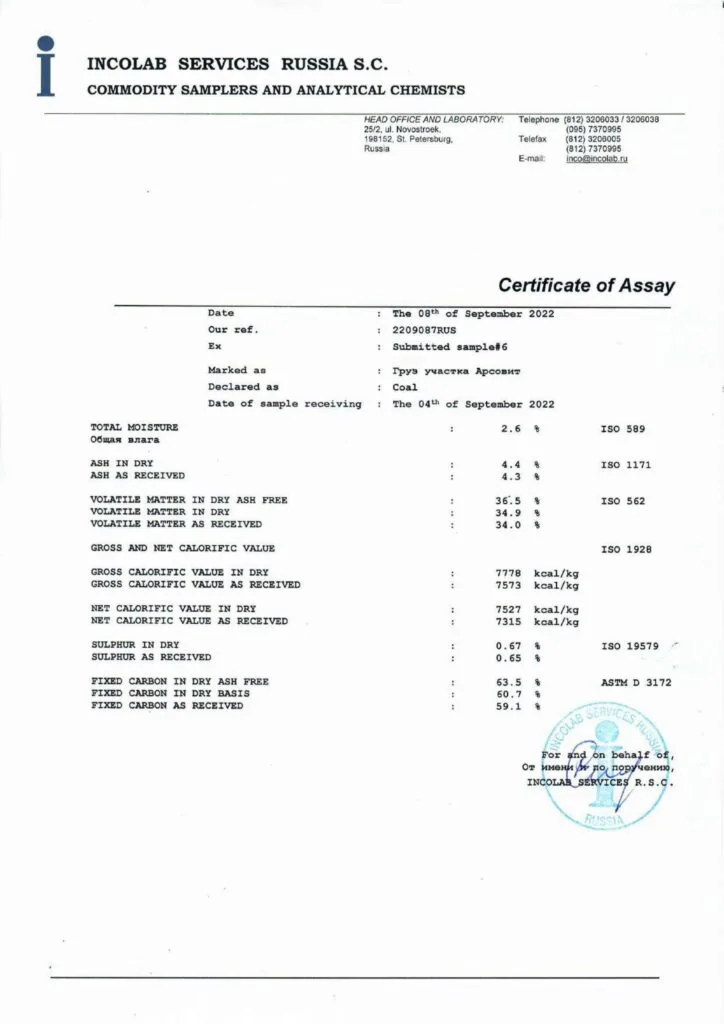 INCOLAB SERVICES RUSSIA S.C.
COMMODITY SAMPLERS AND ANALYTICAL CHEMISTS
HEAD OFFICE AND LABORATORY: Telephone (812) 3206033 / 3206038
25/2, ul. Novostroek, (095) 7370995
198152, St. Petersburg, Telefax (812) 3208005
Russia (812) 7370995
E-mail: inco@incolab.ru
Certificate of Assay
Date : The 08th of September 2022
Our ref. : 2209087RUS
Ex : Submitted sample#6
Marked as : Груз участка Арсовит
Declared as : Coal
Date of sample receiving : The 04th of September 2022
TOTAL MOISTURE : 2.6 % ISO 589
Общая влага
ASH IN DRY : 4.4 % ISO 1171
ASH AS RECEIVED : 4.3 %
VOLATILE MATTER IN DRY ASH FREE : 36.5 % ISO 562
VOLATILE MATTER IN DRY : 34.9 %
VOLATILE MATTER AS RECEIVED : 34.0 %
GROSS AND NET CALORIFIC VALUE ISO 1928
GROSS CALORIFIC VALUE IN DRY : 7778 kcal/kg
GROSS CALORIFIC VALUE AS RECEIVED : 7573 kcal/kg
NET CALORIFIC VALUE IN DRY : 7527 kcal/kg
NET CALORIFIC VALUE AS RECEIVED : 7315 kcal/kg
SULPHUR IN DRY : 0.67 % ISO 19579
SULPHUR AS RECEIVED : 0.65 %
FIXED CARBON IN DRY ASH FREE : 63.5 % ASTM D 3172
FIXED CARBON IN DRY BASIS : 60.7 %
FIXED CARBON AS RECEIVED : 59.1 %
INCOLAB SERVICES RUSSIA
For and on behalf of,
От имени и по поручению,
INCOLAB SERVICES R.S.C.
RUSSIA